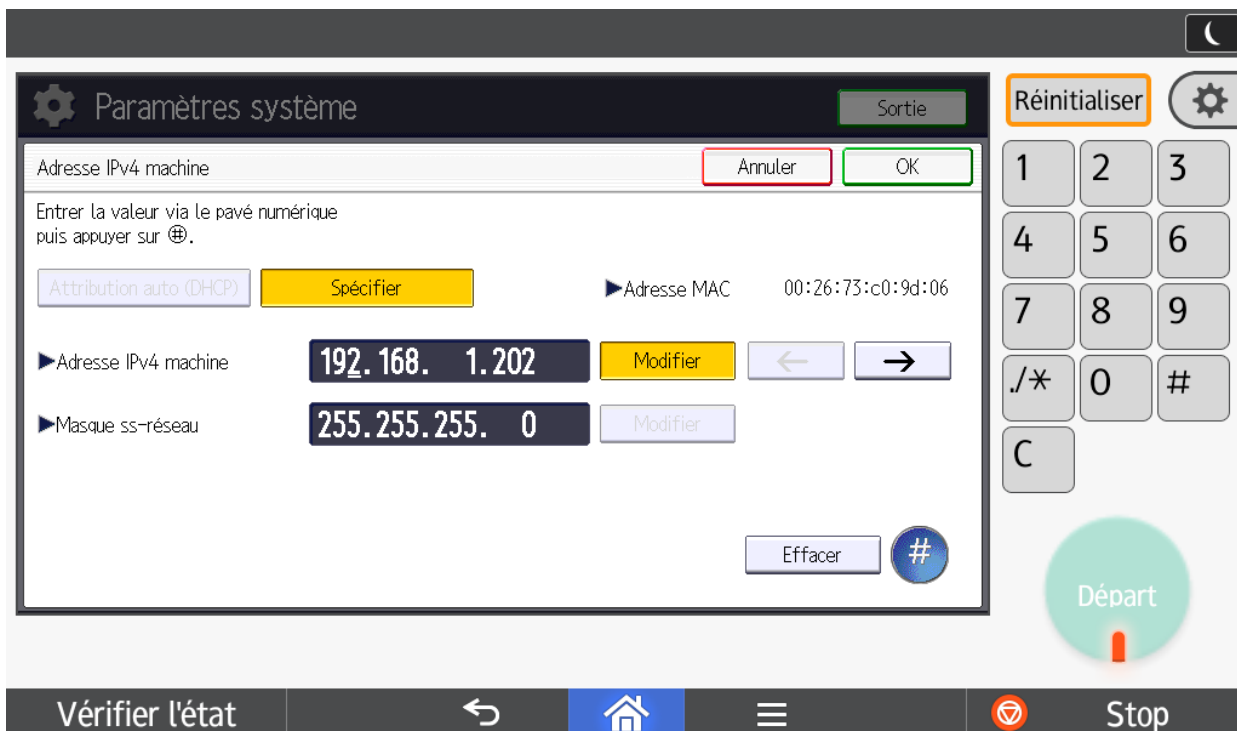 Paramètres système
Sortie
Réinitialiser
Adresse IPv4 machine
Annuler
OK
Entrer la valeur via le pavé numérique
puis appuyer sur #.
Attribution auto (DHCP)
Spécifier
►Adresse MAC 00:26:73:c0:9d:06
►Adresse IPv4 machine
192.168. 1.202
Modifier
←
→
►Masque ss-réseau
255.255.255. 0
Modifier
Effacer
#
1 2 3
4 5 6
7 8 9
./* 0 #
C
Départ
Vérifier l'état
Stop